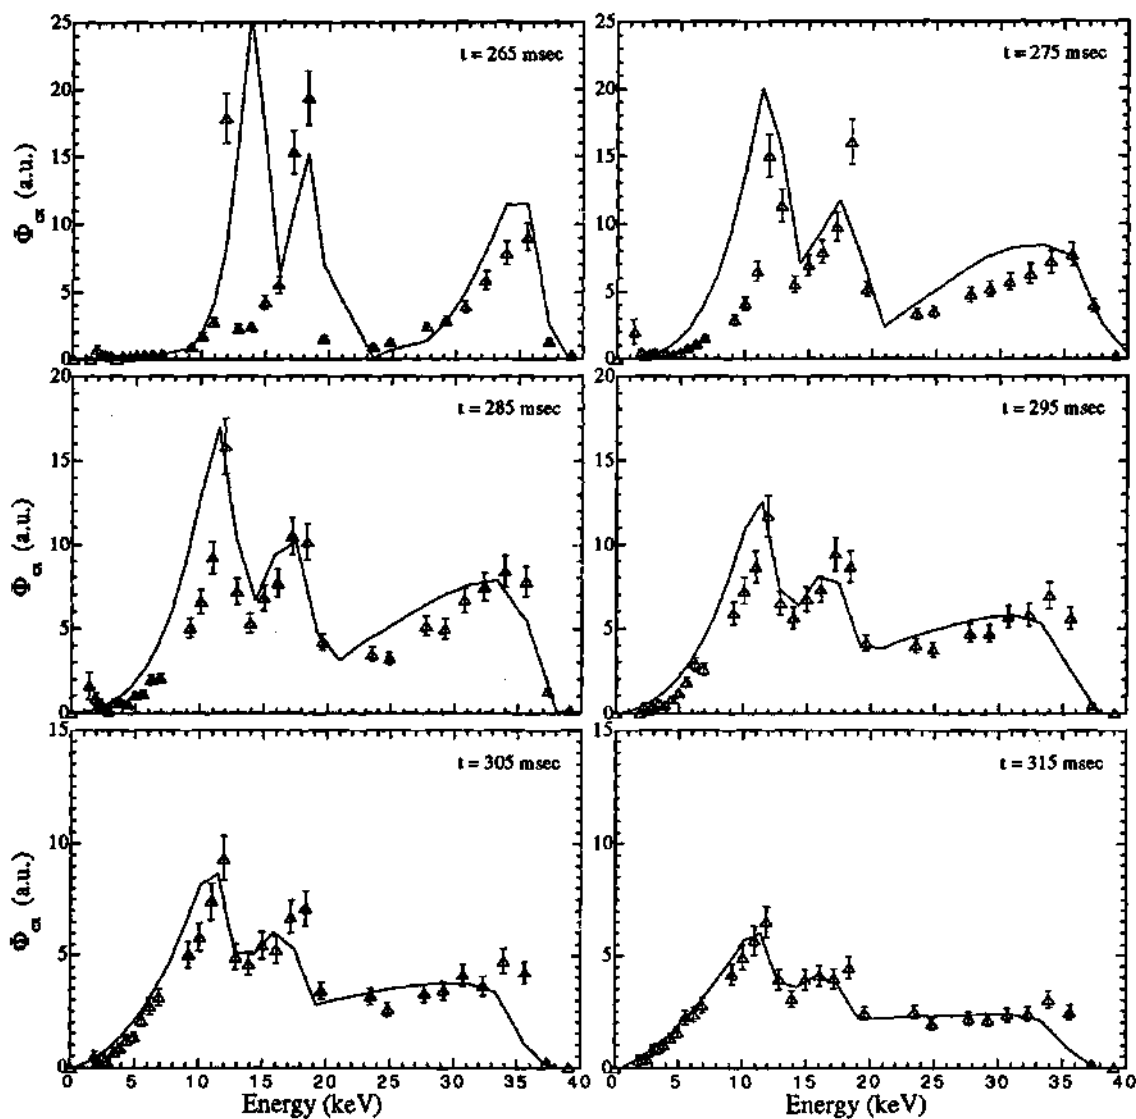 25
20
15
10
5
0
Φcx (a.u.)
t = 265 msec
25
20
15
10
5
0
t = 275 msec
20
15
10
5
0
Φcx (a.u.)
t = 285 msec
20
15
10
5
0
t = 295 msec
15
10
5
0
Φcx (a.u.)
t = 305 msec
15
10
5
0
t = 315 msec
0 5 10 15 20 25 30 35 40
0 5 10 15 20 25 30 35 40
Energy (keV)
Energy (keV)